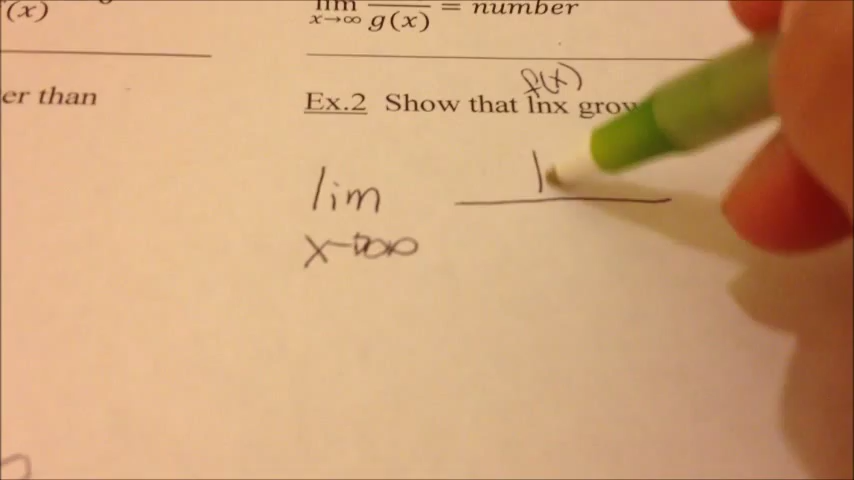 (x)
lim
x→∞ g(x) = number
er than
f(x)
Ex.2 Show that lnx grow
lim
x→∞